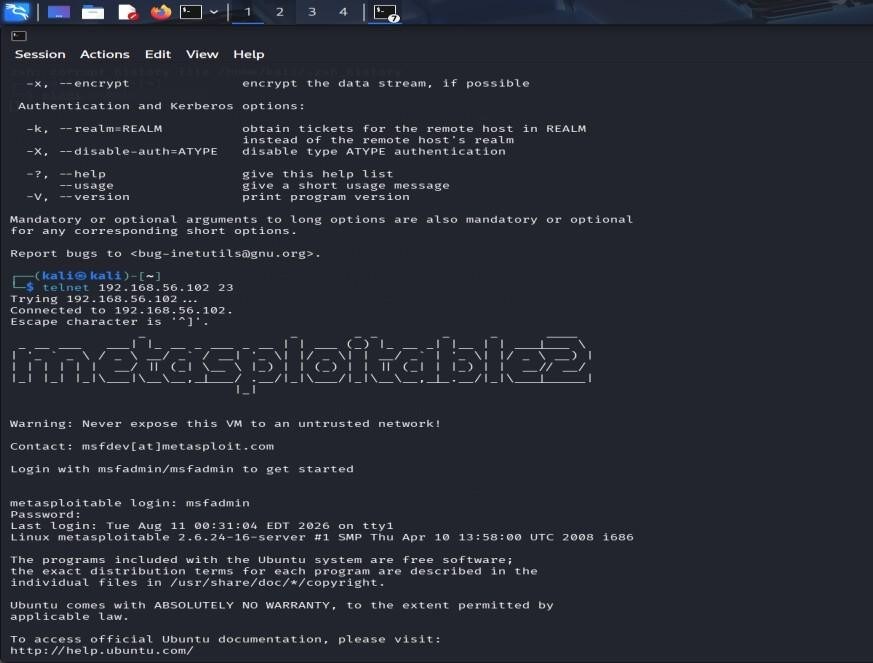 1 2 3 4 7
Session Actions Edit View Help
-x, --encrypt encrypt the data stream, if possible
Authentication and Kerberos options:
-k, --realm=REALM obtain tickets for the remote host in REALM
instead of the remote host's realm
-X, --disable-auth=ATYPE disable type ATYPE authentication
-?, --help give this help list
--usage give a short usage message
-V, --version print program version
Mandatory or optional arguments to long options are also mandatory or optional
for any corresponding short options.
Report bugs to <bug-inetutils@gnu.org>.
┌──(kali㉿kali)-[~]
└─$ telnet 192.168.56.102 23
Trying 192.168.56.102...
Connected to 192.168.56.102.
Escape character is '^]'.
metasploitable2
Warning: Never expose this VM to an untrusted network!
Contact: msfdev[at]metasploit.com
Login with msfadmin/msfadmin to get started
metasploitable login: msfadmin
Password:
Last login: Tue Aug 11 00:31:04 EDT 2026 on tty1
Linux metasploitable 2.6.24-16-server #1 SMP Thu Apr 10 13:58:00 UTC 2008 i686
The programs included with the Ubuntu system are free software;
the exact distribution terms for each program are described in the
individual files in /usr/share/doc/*/copyright.
Ubuntu comes with ABSOLUTELY NO WARRANTY, to the extent permitted by
applicable law.
To access official Ubuntu documentation, please visit:
http://help.ubuntu.com/